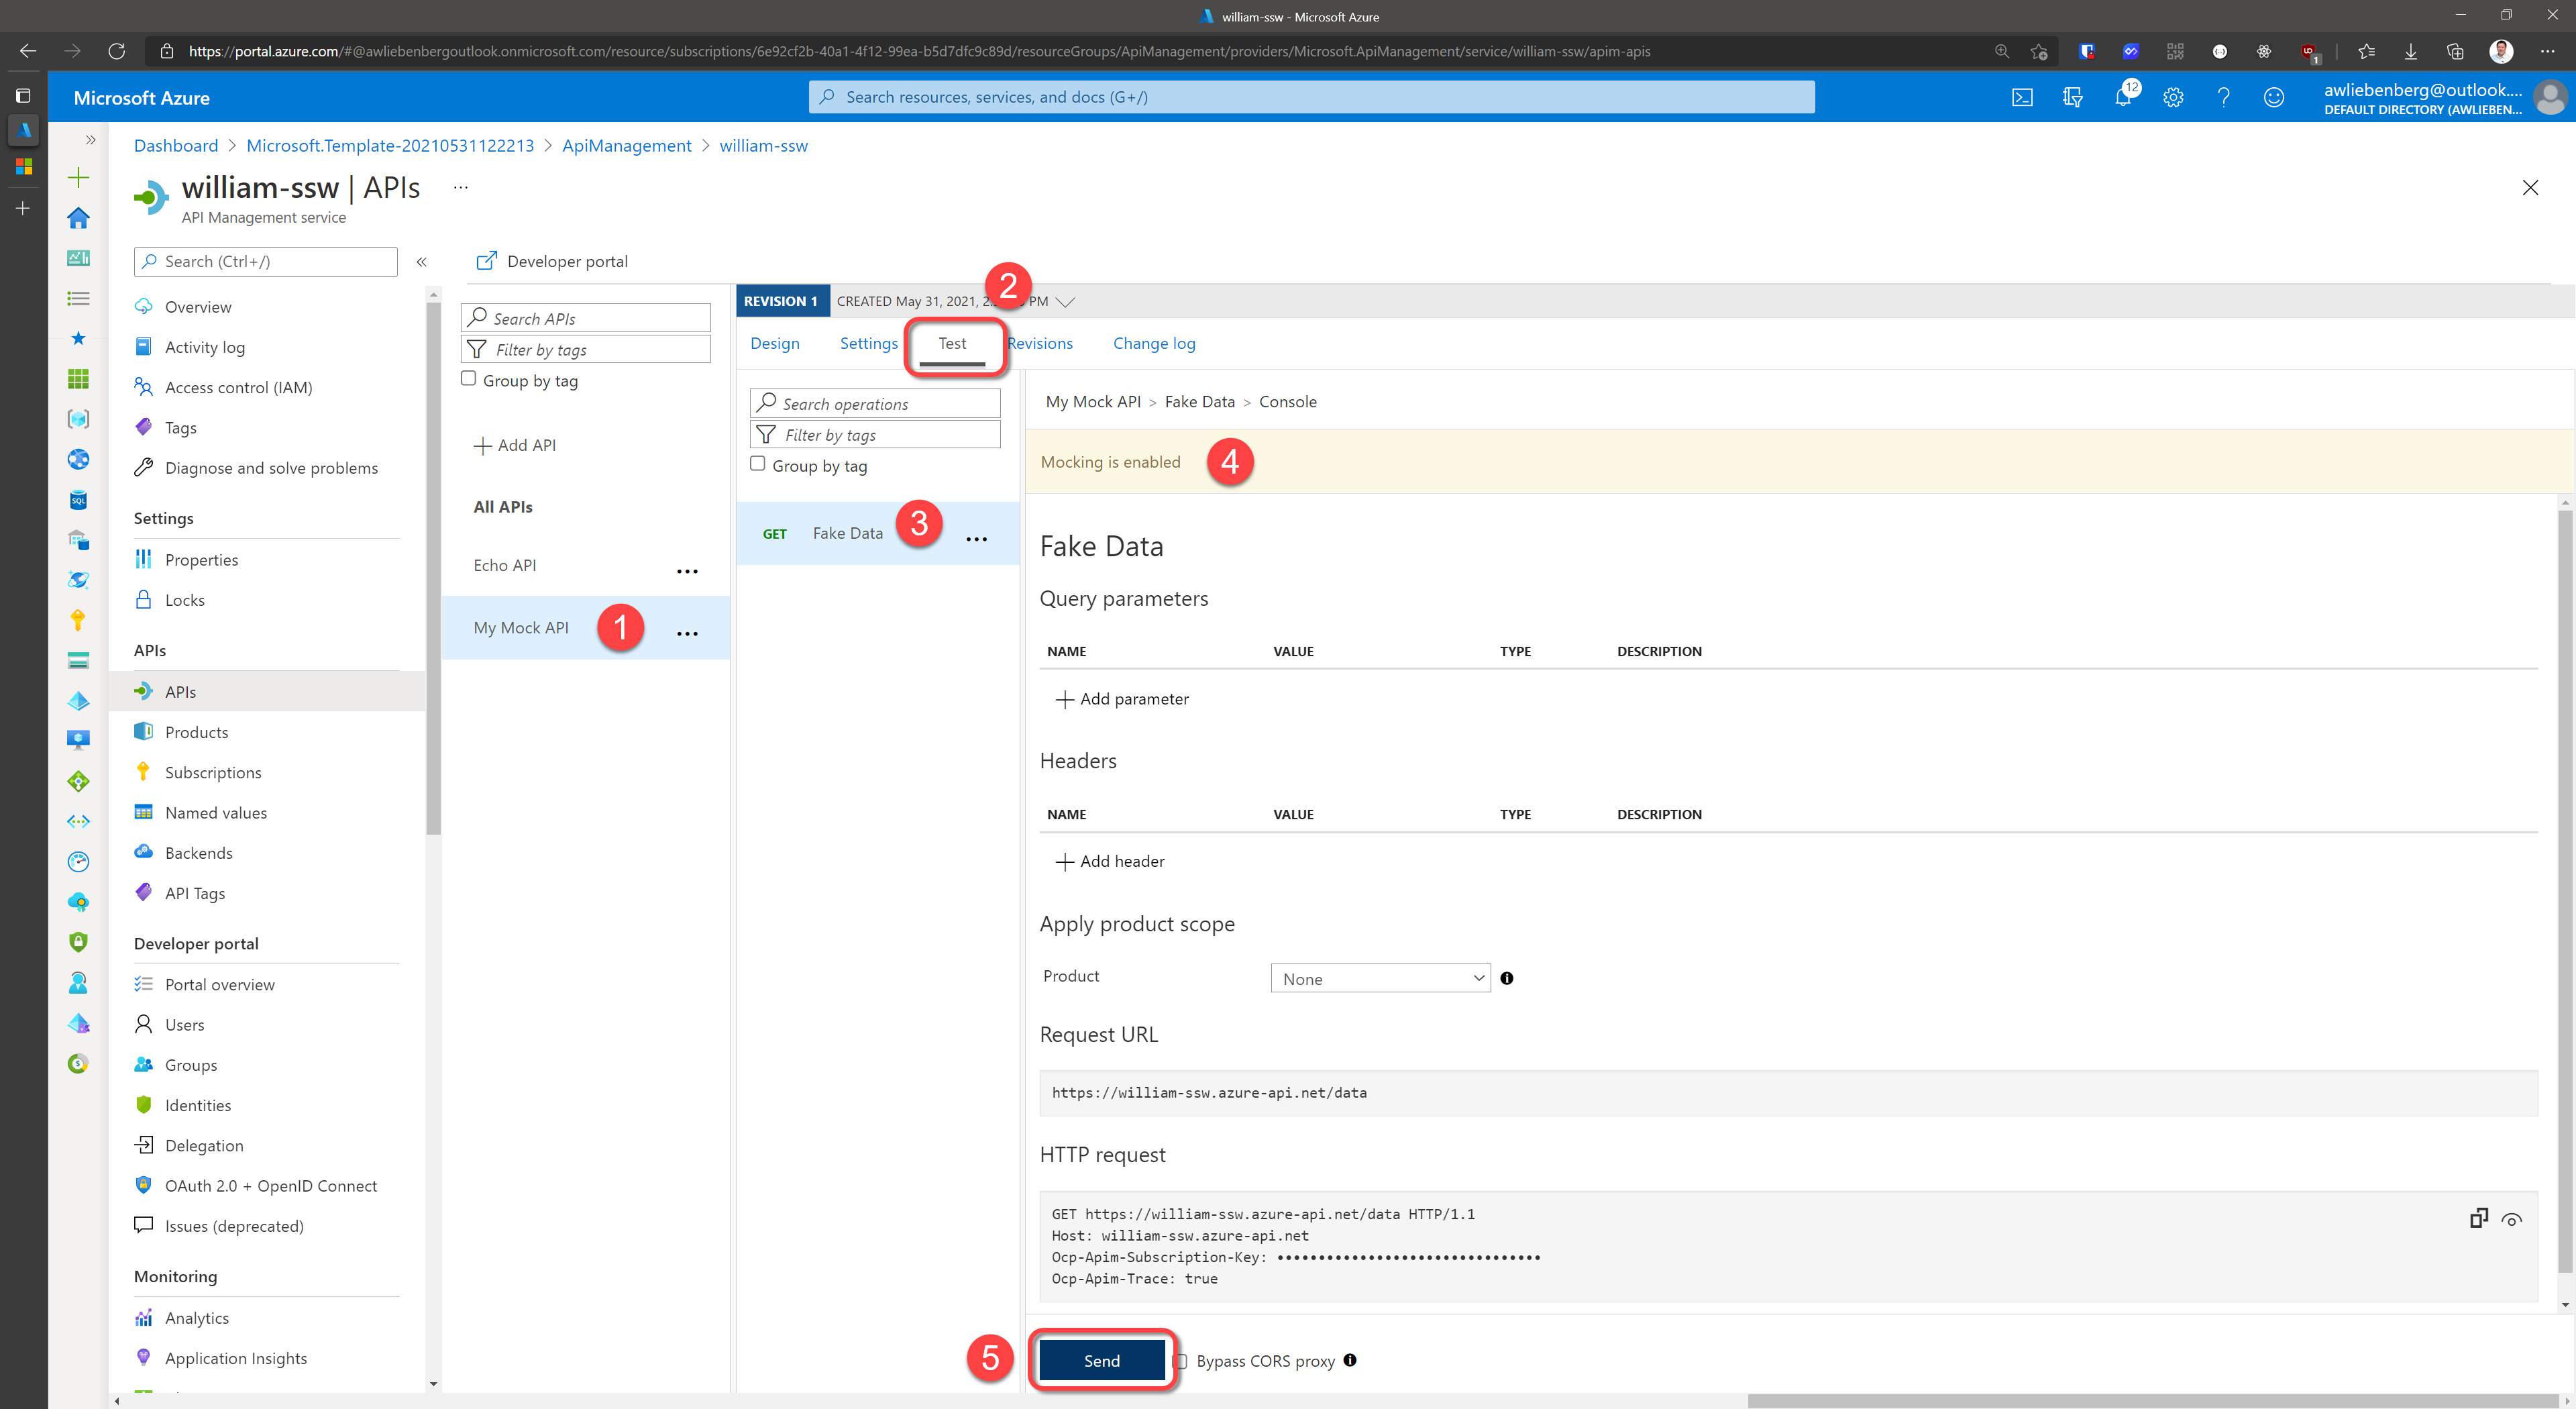 william-ssw - Microsoft Azure
https://portal.azure.com/#@awliebenbergoutlook.onmicrosoft.com/resource/subscriptions/6e92cf2b-40a1-4f12-99ea-b5d7dfc9c89d/resourceGroups/ApiManagement/providers/Microsoft.ApiManagement/service/william-ssw/apim-apis
1
Microsoft Azure
Search resources, services, and docs (G+/)
12
awliebenberg@outlook....
DEFAULT DIRECTORY (AWLIEBEN...
Dashboard > Microsoft.Template-20210531122213 > ApiManagement > william-ssw
william-ssw | APIs ...
API Management service
Search (Ctrl+/)
«
Overview
Activity log
Access control (IAM)
Tags
Diagnose and solve problems
Settings
Properties
Locks
APIs
APIs
Products
Subscriptions
Named values
Backends
API Tags
Developer portal
Portal overview
Users
Groups
Identities
Delegation
OAuth 2.0 + OpenID Connect
Issues (deprecated)
Monitoring
Analytics
Application Insights
SQL
Developer portal
Search APIs
Filter by tags
Group by tag
+ Add API
All APIs
Echo API ...
My Mock API 1 ...
REVISION 1 CREATED May 31, 2021, 2: PM
2
Design Settings Test Revisions Change log
Search operations
Filter by tags
Group by tag
GET Fake Data 3 ...
My Mock API > Fake Data > Console
Mocking is enabled 4
Fake Data
Query parameters
NAME VALUE TYPE DESCRIPTION
+ Add parameter
Headers
NAME VALUE TYPE DESCRIPTION
+ Add header
Apply product scope
Product None
Request URL
https://william-ssw.azure-api.net/data
HTTP request
GET https://william-ssw.azure-api.net/data HTTP/1.1
Host: william-ssw.azure-api.net
Ocp-Apim-Subscription-Key: ••••••••••••••••••••••••••••••••
Ocp-Apim-Trace: true
5 Send Bypass CORS proxy